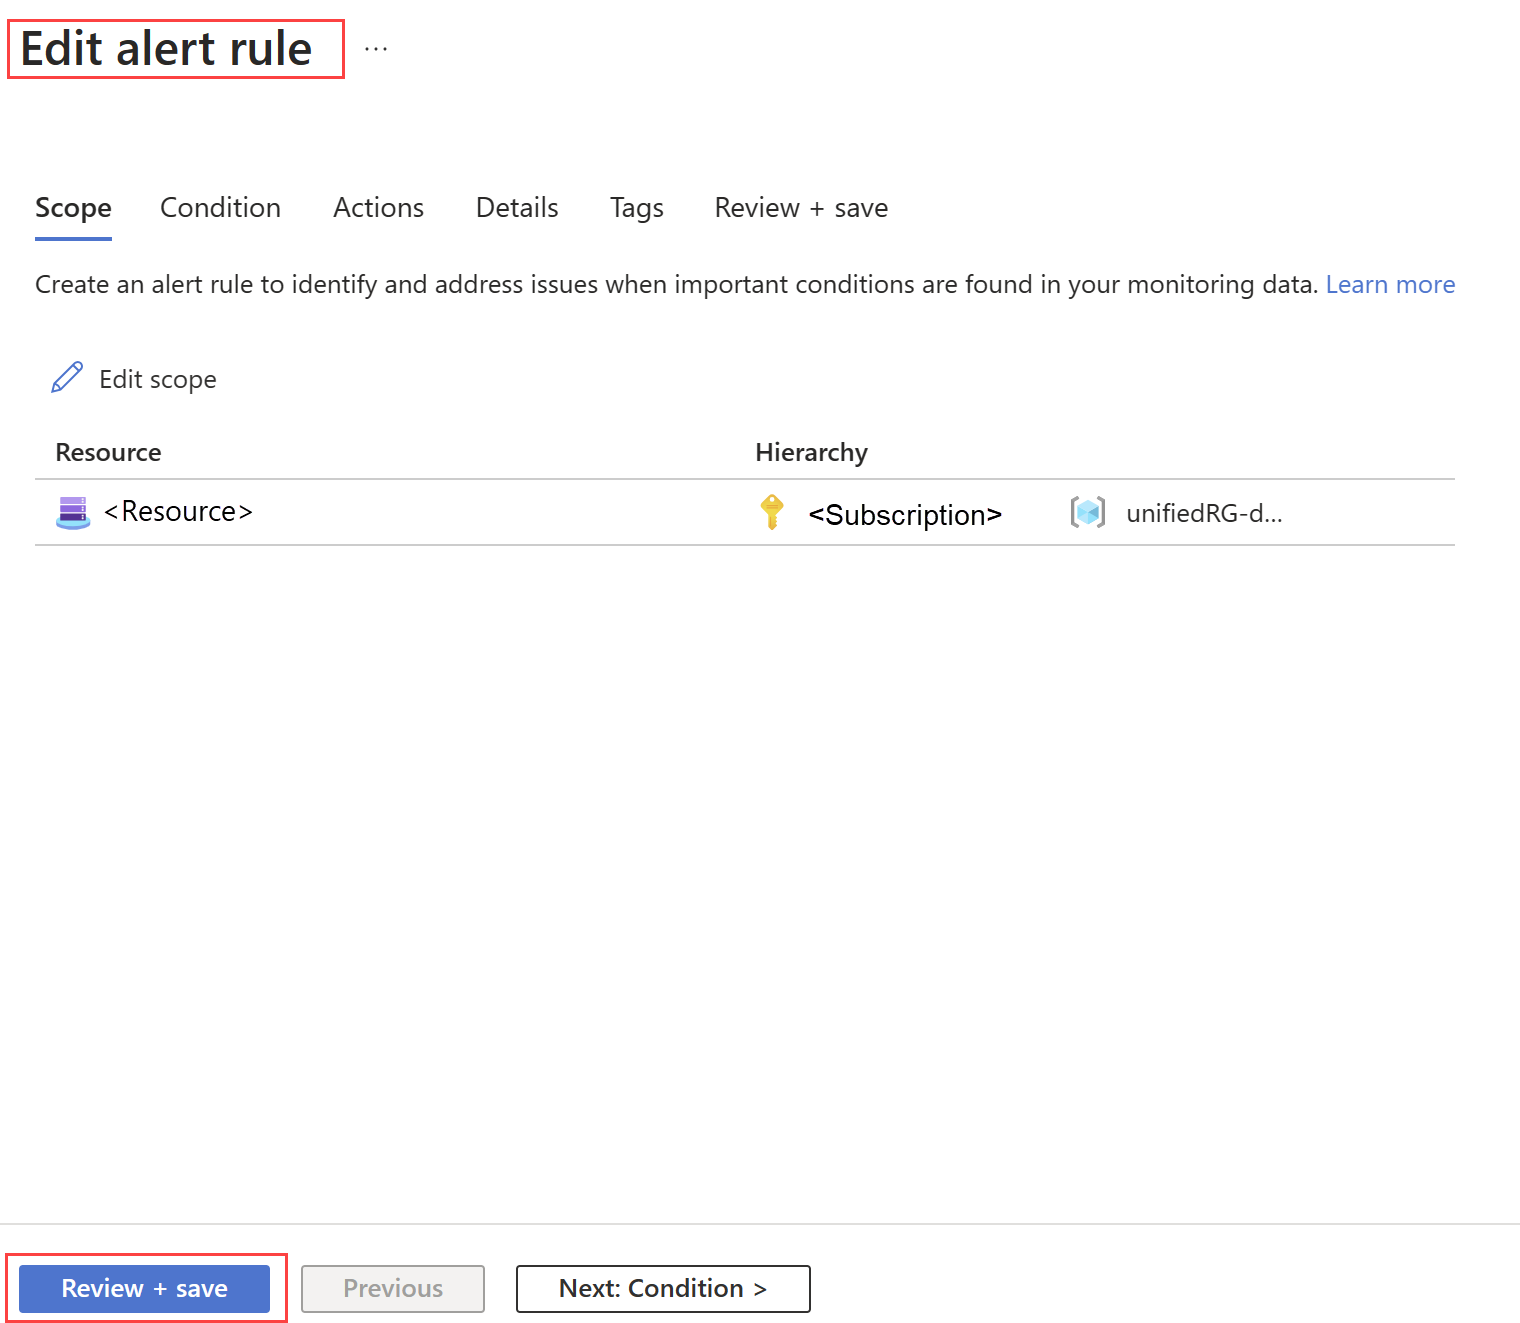 Edit alert rule ...
Scope Condition Actions Details Tags Review + save
Create an alert rule to identify and address issues when important conditions are found in your monitoring data. Learn more
Edit scope
Resource Hierarchy
<Resource> <Subscription> unifiedRG-d...
Review + save Previous Next: Condition >